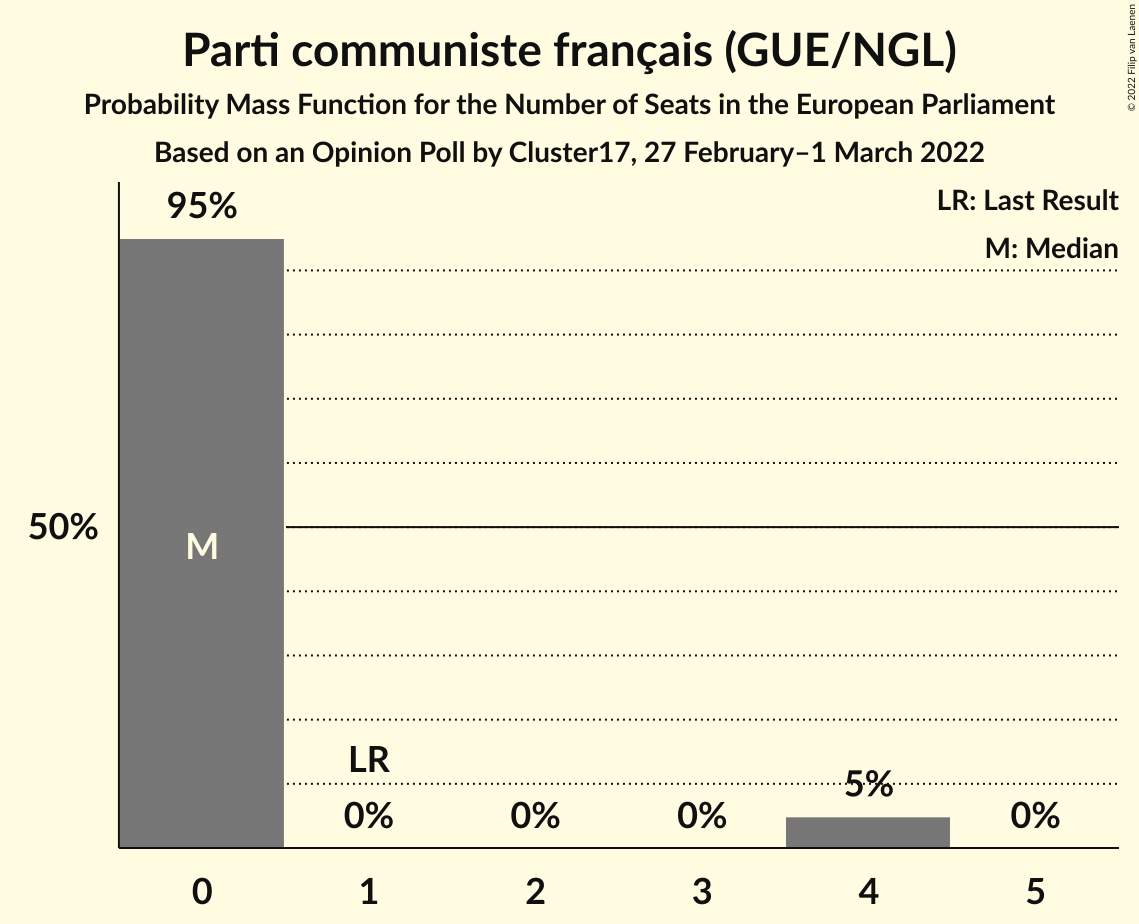 Parti communiste français (GUE/NGL)
Probability Mass Function for the Number of Seats in the European Parliament
Based on an Opinion Poll by Cluster17, 27 February–1 March 2022
© 2022 Filip van Laenen
LR: Last Result
M: Median
95%
50%
M
LR
0%
0%
0%
5%
0%
0
1
2
3
4
5